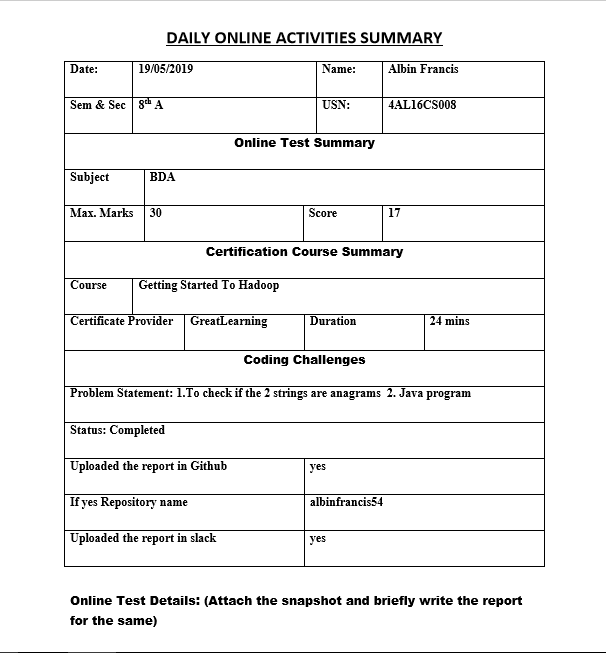 DAILY ONLINE ACTIVITIES SUMMARY
Date: 19/05/2019 Name: Albin Francis
Sem & Sec 8th A USN: 4AL16CS008
Online Test Summary
Subject BDA
Max. Marks 30 Score 17
Certification Course Summary
Course Getting Started To Hadoop
Certificate Provider GreatLearning Duration 24 mins
Coding Challenges
Problem Statement: 1.To check if the 2 strings are anagrams 2. Java program
Status: Completed
Uploaded the report in Github yes
If yes Repository name albinfrancis54
Uploaded the report in slack yes
Online Test Details: (Attach the snapshot and briefly write the report
for the same)